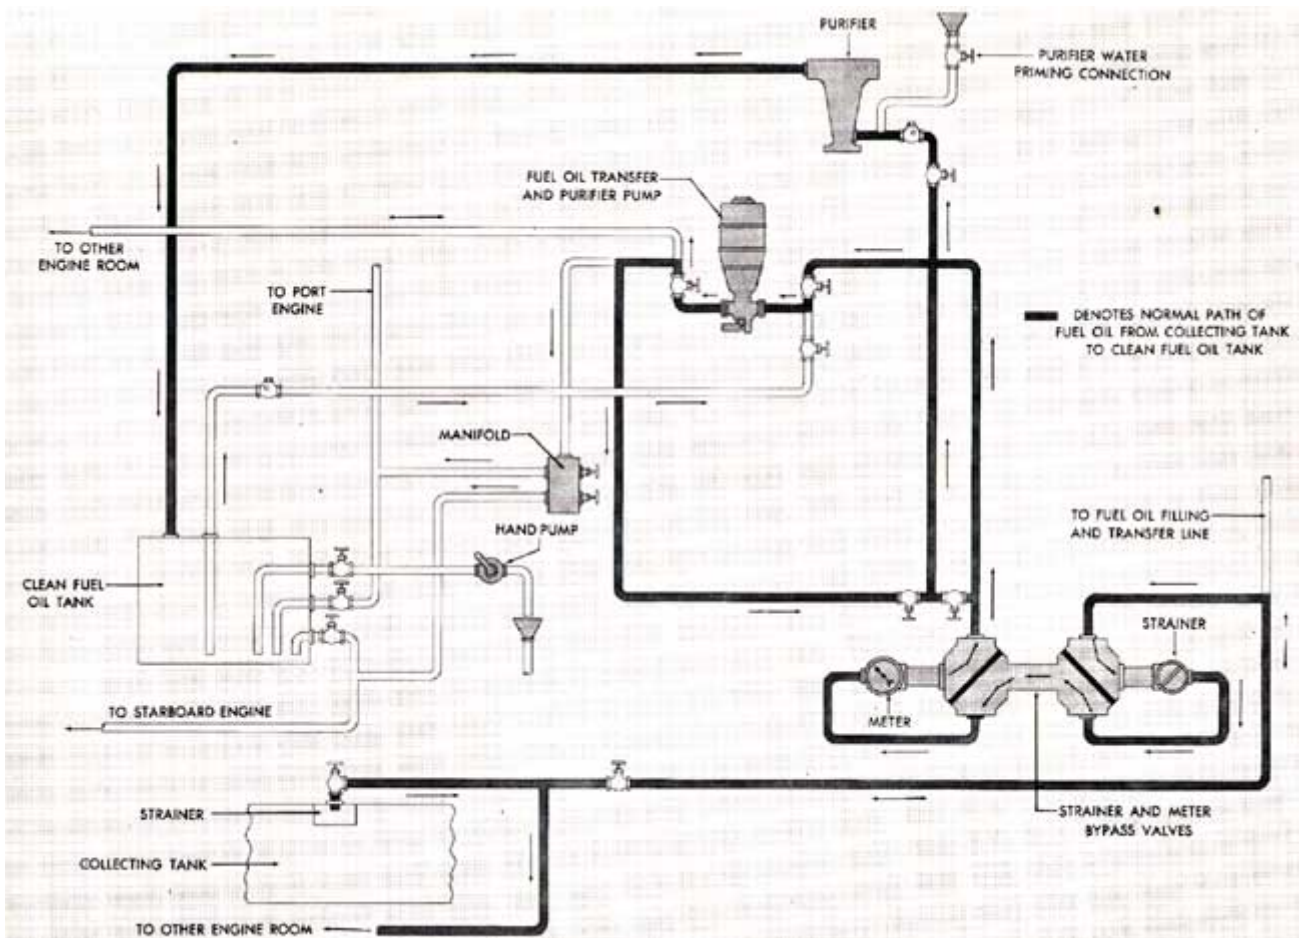 PURIFIER
PURIFIER WATER
PRIMING CONNECTION
FUEL OIL TRANSFER
AND PURIFIER PUMP
TO OTHER
ENGINE ROOM
TO PORT
ENGINE
DENOTES NORMAL PATH OF
FUEL OIL FROM COLLECTING TANK
TO CLEAN FUEL OIL TANK
MANIFOLD
HAND PUMP
TO FUEL OIL FILLING
AND TRANSFER LINE
CLEAN FUEL
OIL TANK
STRAINER
METER
TO STARBOARD ENGINE
STRAINER
STRAINER AND METER
BYPASS VALVES
COLLECTING TANK
TO OTHER ENGINE ROOM